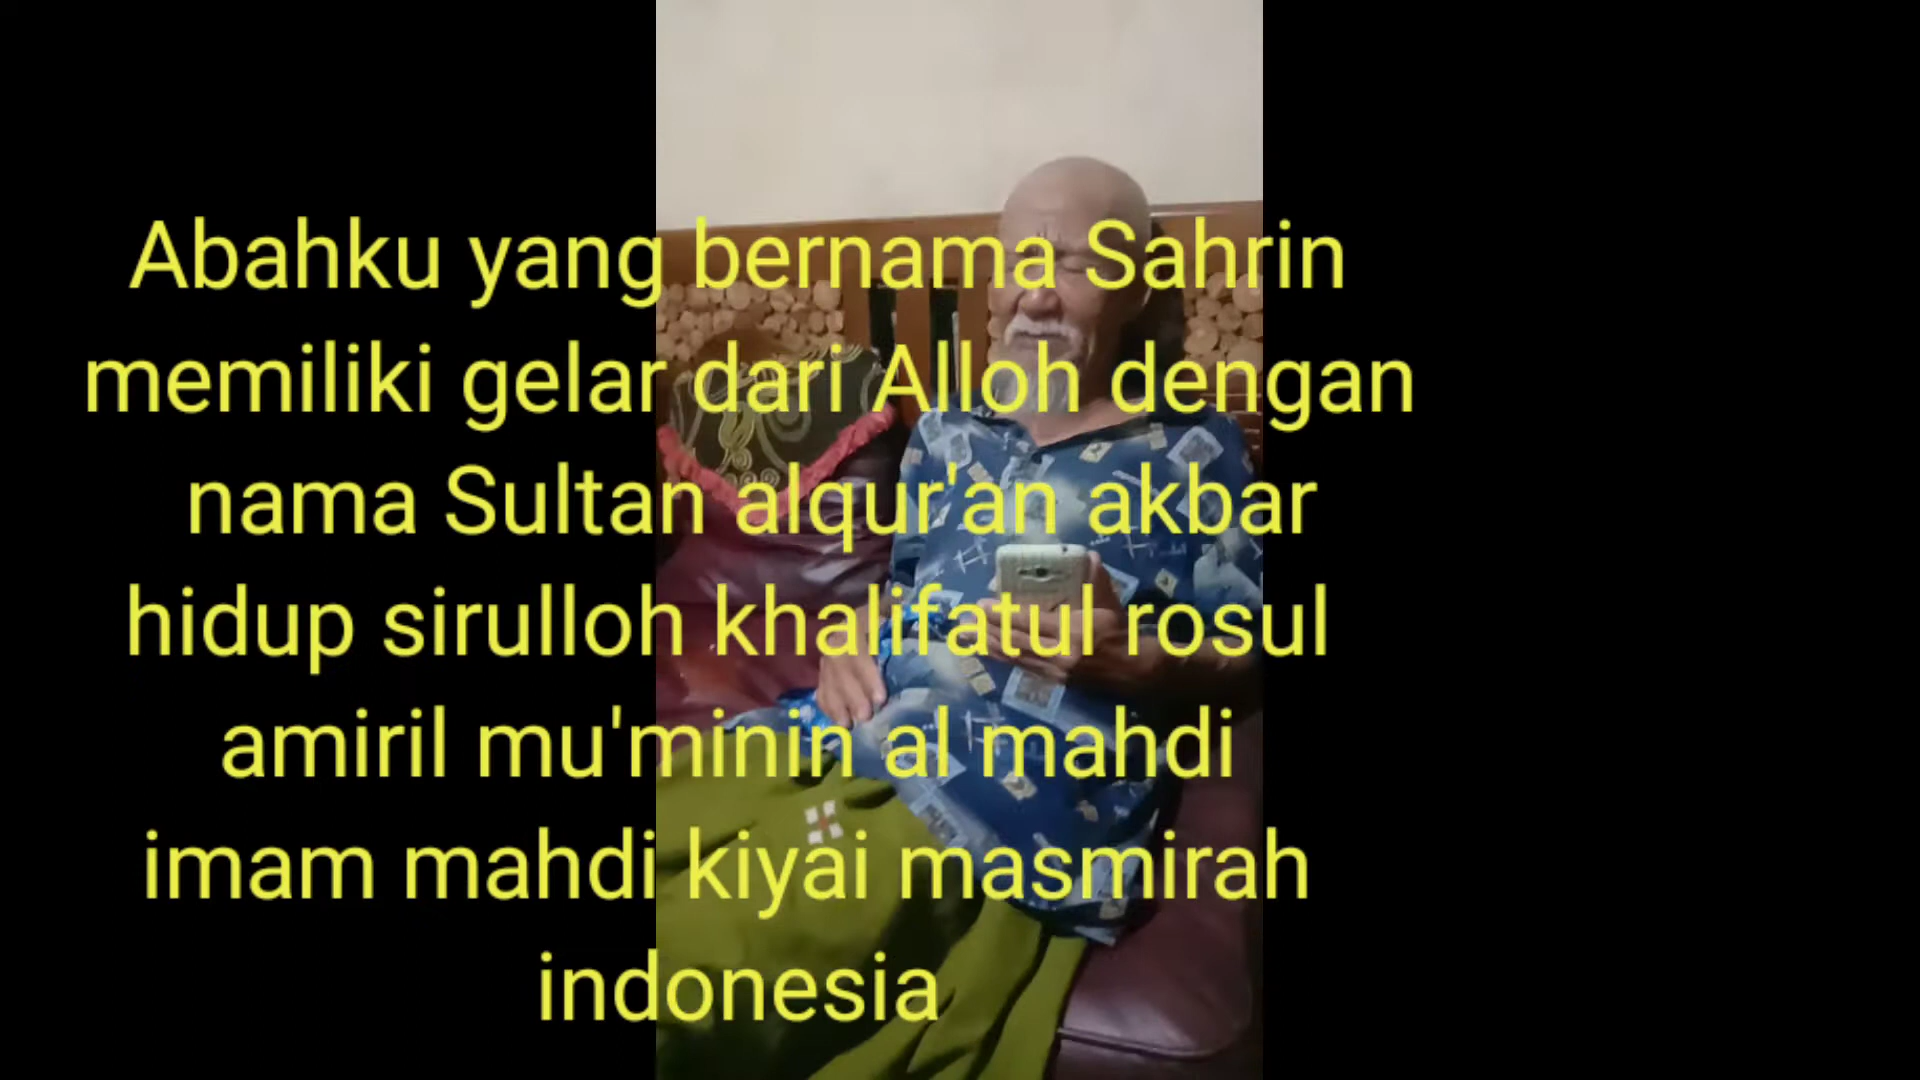 Abahku yang bernama Sahrin
memiliki gelar dari Alloh dengan
nama Sultan alqur'an akbar
hidup sirulloh khalifatul rosul
amiril mu'minin al mahdi
imam mahdi kiyai masmirah
indonesia